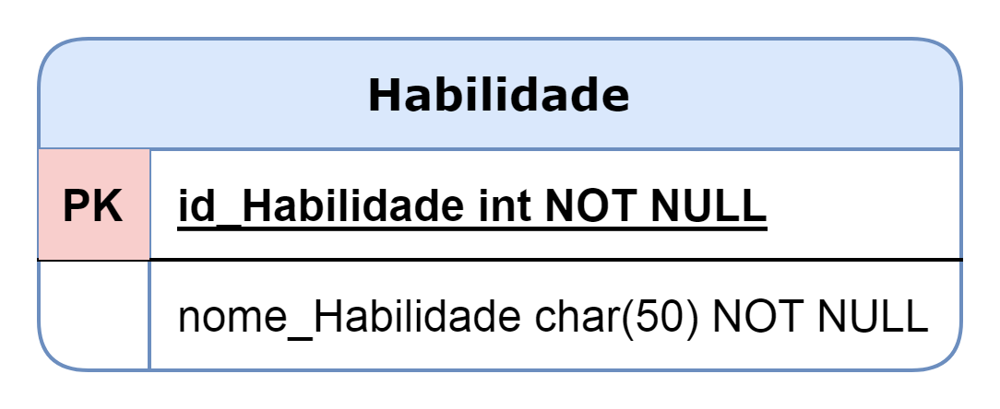 Habilidade
PK id_Habilidade int NOT NULL
nome_Habilidade char(50) NOT NULL